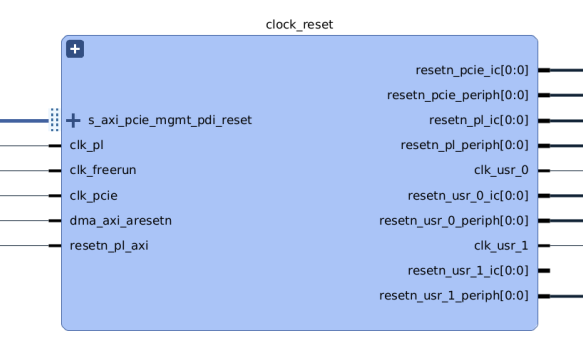 clock_reset
s_axi_pcie_mgmt_pdi_reset
clk_pl
clk_freerun
clk_pcie
dma_axi_aresetn
resetn_pl_axi
resetn_pcie_ic[0:0]
resetn_pcie_periph[0:0]
resetn_pl_ic[0:0]
resetn_pl_periph[0:0]
clk_usr_0
resetn_usr_0_ic[0:0]
resetn_usr_0_periph[0:0]
clk_usr_1
resetn_usr_1_ic[0:0]
resetn_usr_1_periph[0:0]